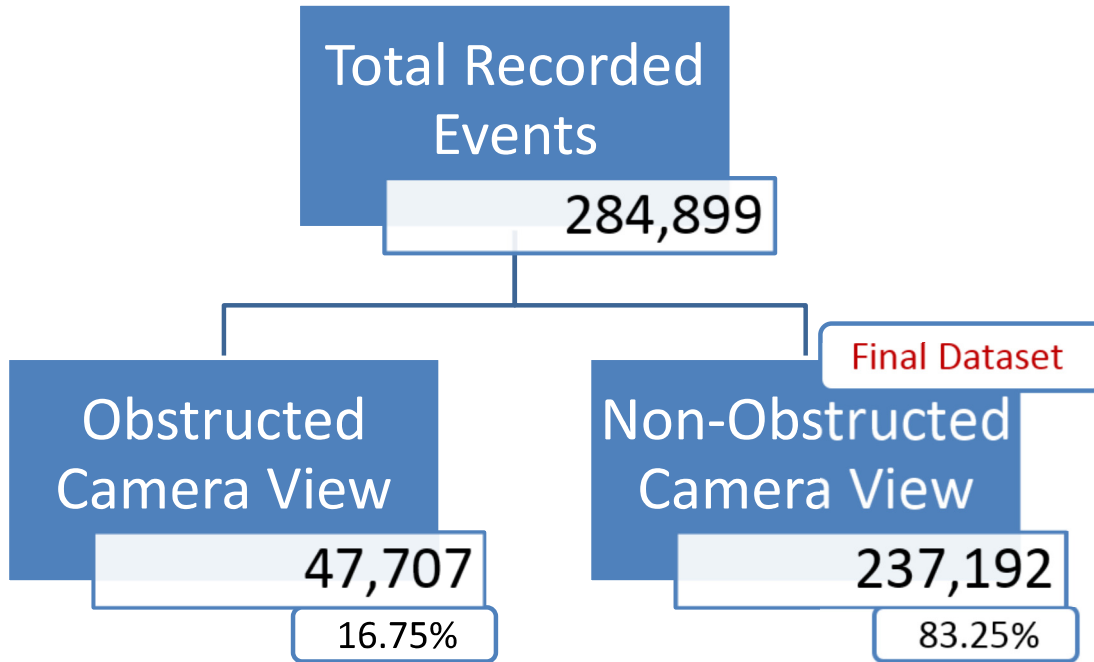 Total Recorded
Events
284,899
Final Dataset
Obstructed
Camera View
47,707
16.75%
Non-Obstructed
Camera View
237,192
83.25%